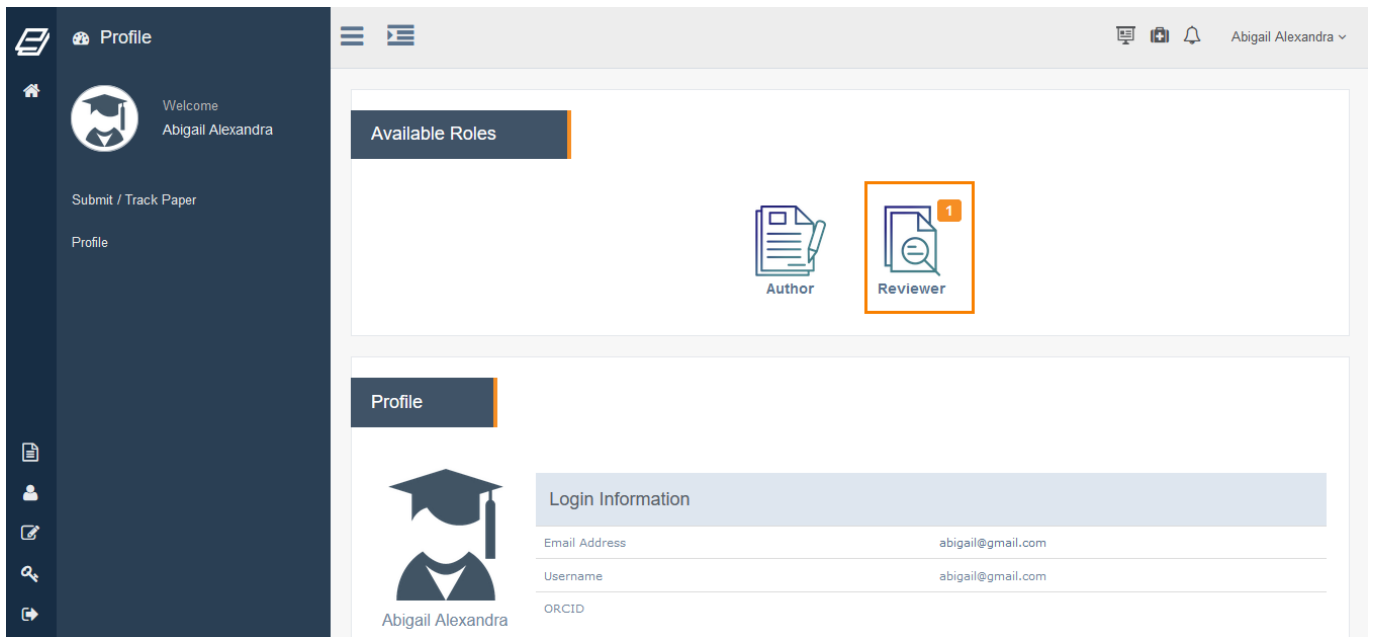 Profile
Welcome
Abigail Alexandra
Submit / Track Paper
Profile
Abigail Alexandra
Available Roles
1
Author
Reviewer
Profile
Abigail Alexandra
Login Information
Email Address abigail@gmail.com
Username abigail@gmail.com
ORCID